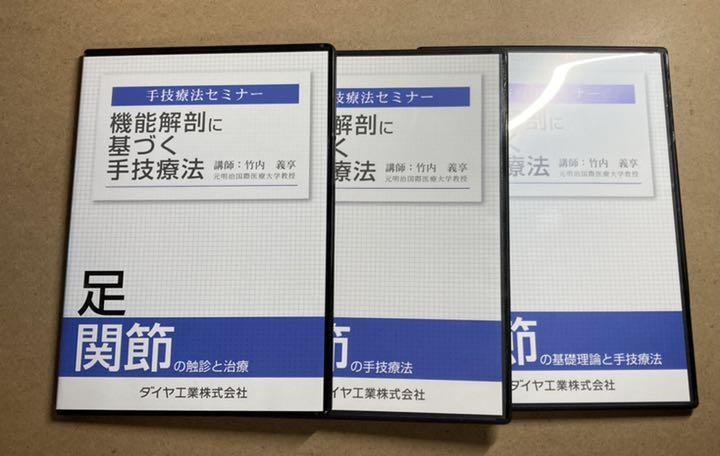 手技療法セミナー
機能解剖に
基づく
手技療法
講師：竹内 義享
元明治国際医療大学教授
足
関節の触診と治療
ダイヤ工業株式会社
技療法セミナー
解剖に
く
療法
講師：竹内 義享
元明治国際医療大学教授
節の手技療法
ダイヤ工業株式会社
セミナー
剖に
く
療法
講師：竹内 義享
元明治国際医療大学教授
節の基礎理論と手技療法
ダイヤ工業株式会社